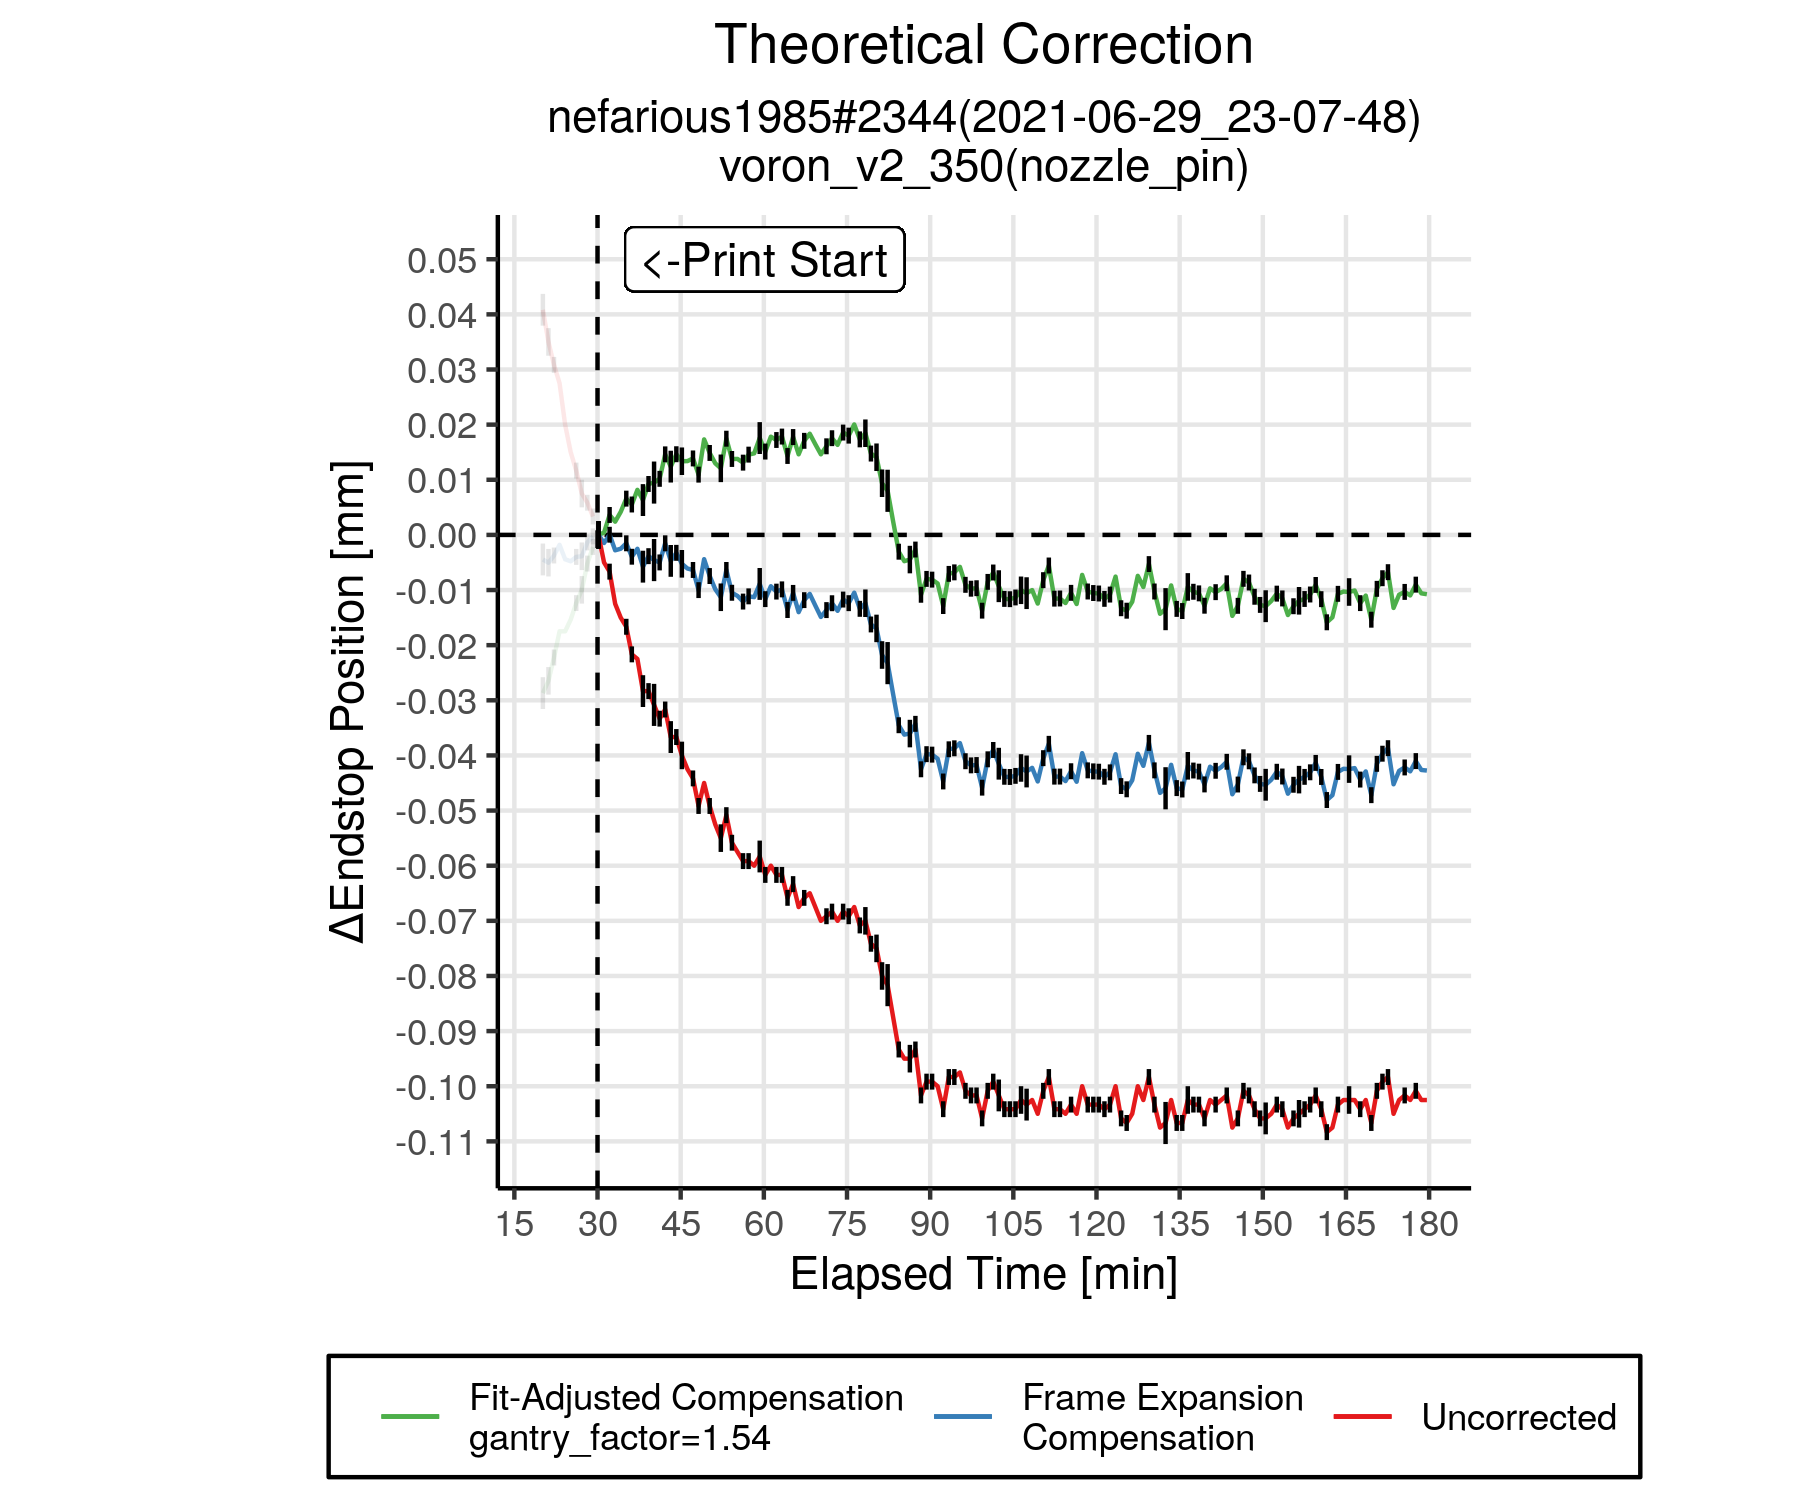 Theoretical Correction
nefarious1985#2344(2021-06-29_23-07-48)
voron_v2_350(nozzle_pin)
<-Print Start
0.05
0.04
0.03
0.02
0.01
0.00
-0.01
-0.02
-0.03
-0.04
-0.05
-0.06
-0.07
-0.08
-0.09
-0.10
-0.11
ΔEndstop Position [mm]
15 30 45 60 75 90 105 120 135 150 165 180
Elapsed Time [min]
Fit-Adjusted Compensation
gantry_factor=1.54
Frame Expansion
Compensation
Uncorrected